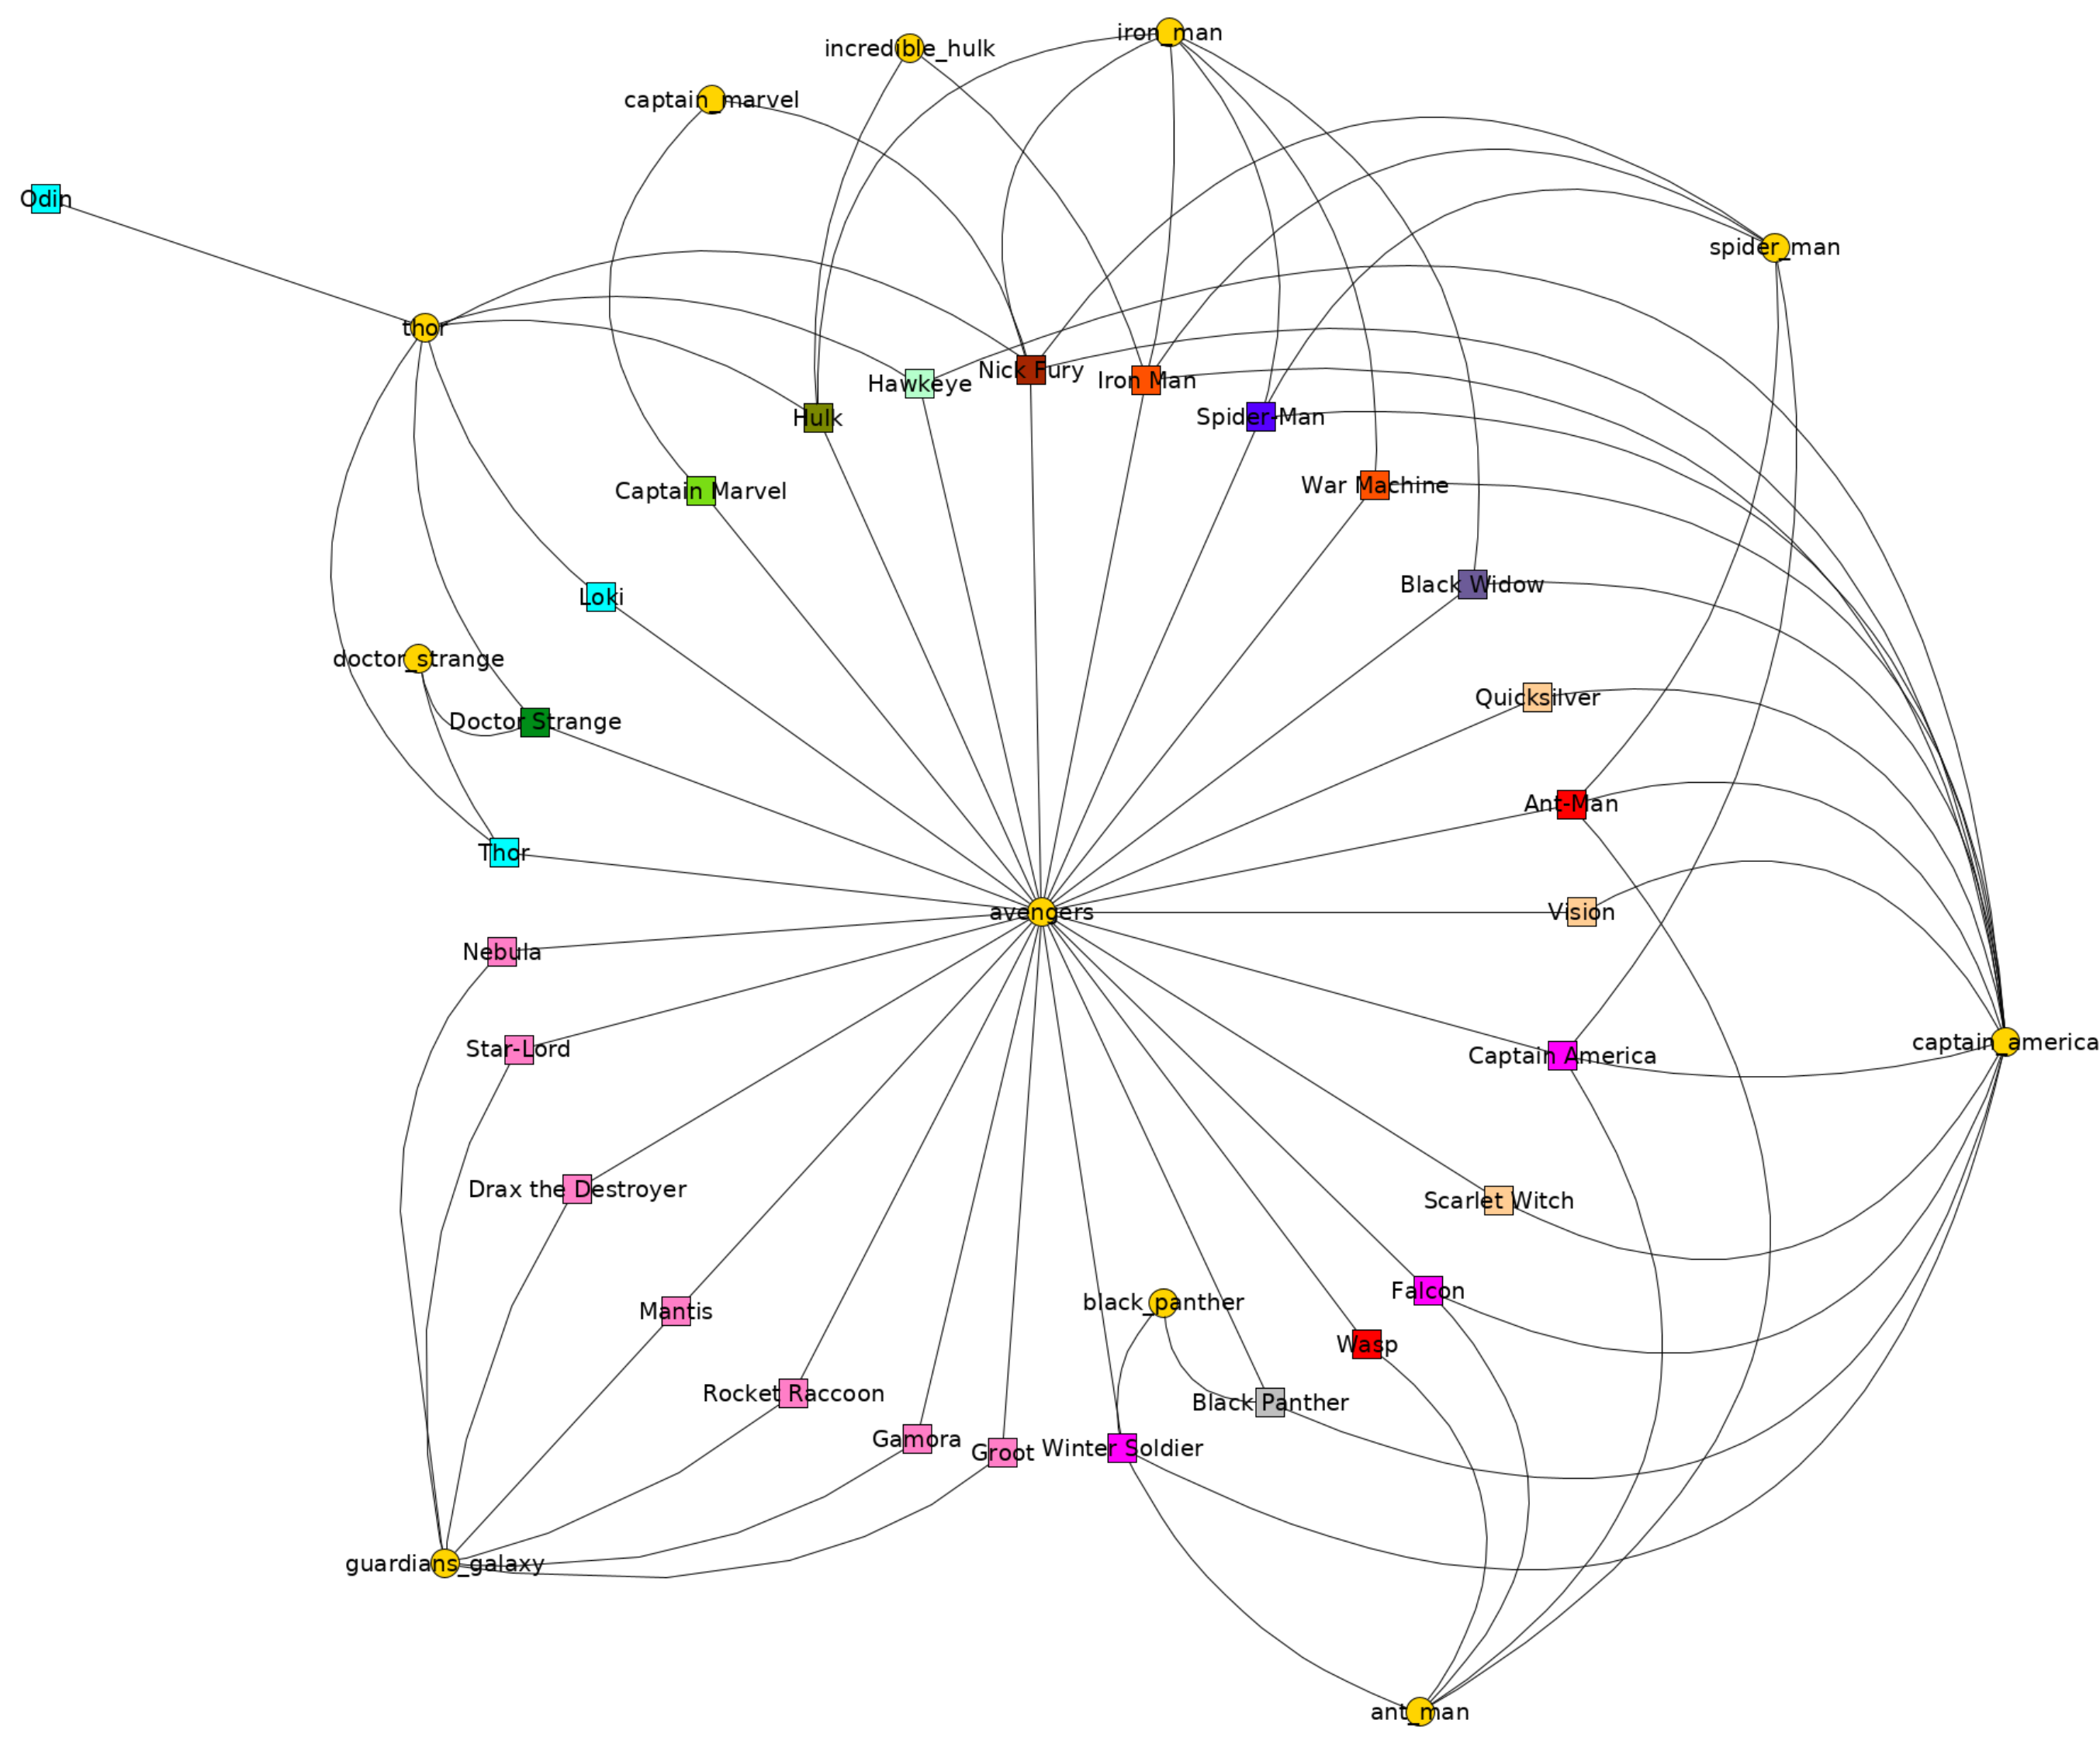 iron_man
incredible_hulk
captain_marvel
Odin
spider_man
thor
Nick Fury
Iron Man
Hawkeye
Hulk
Spider-Man
War Machine
Captain Marvel
Black Widow
Loki
doctor_strange
Quicksilver
Doctor Strange
Ant-Man
Thor
avengers
Vision
Nebula
captain_america
Star-Lord
Captain America
Drax the Destroyer
Scarlet Witch
Falcon
black_panther
Mantis
Wasp
Rocket Raccoon
Black Panther
Gamora
Groot
Winter Soldier
guardians_galaxy
ant_man